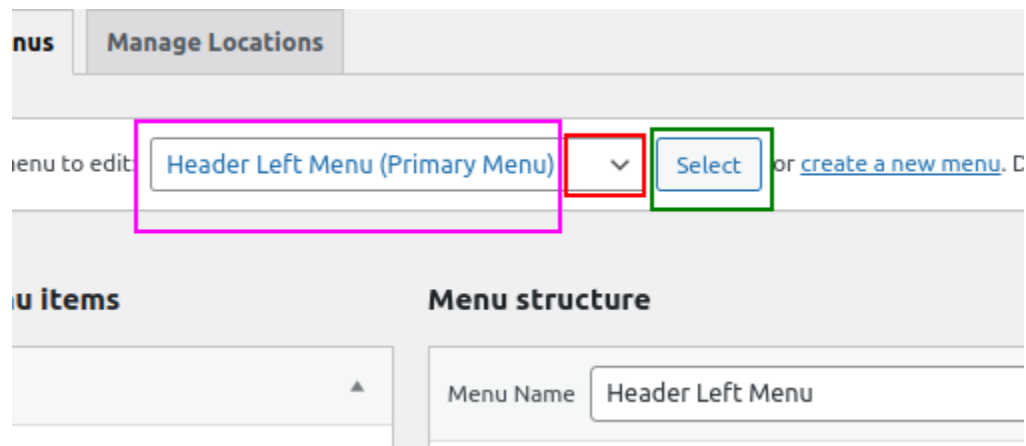 nus Manage Locations
enu to edit: Header Left Menu (Primary Menu) Select or create a new menu. D
u items Menu structure
Menu Name Header Left Menu